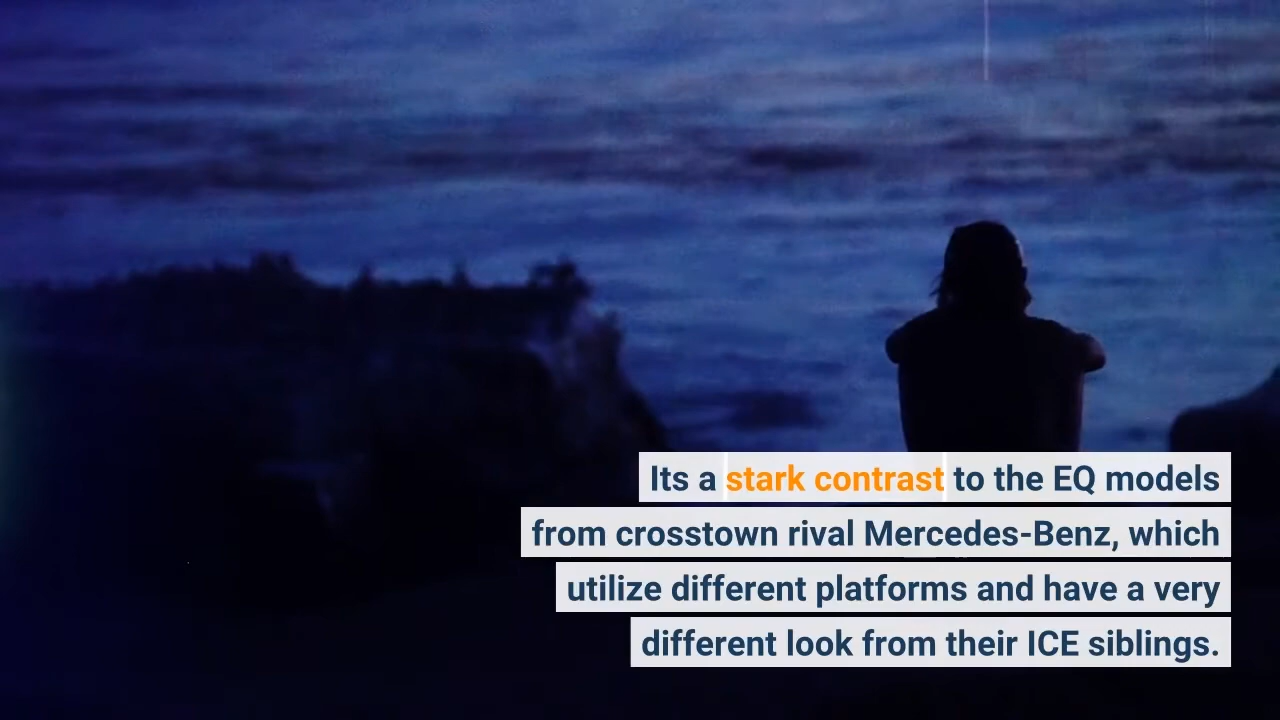 Its a stark contrast to the EQ models
from crosstown rival Mercedes-Benz, which
utilize different platforms and have a very
different look from their ICE siblings.